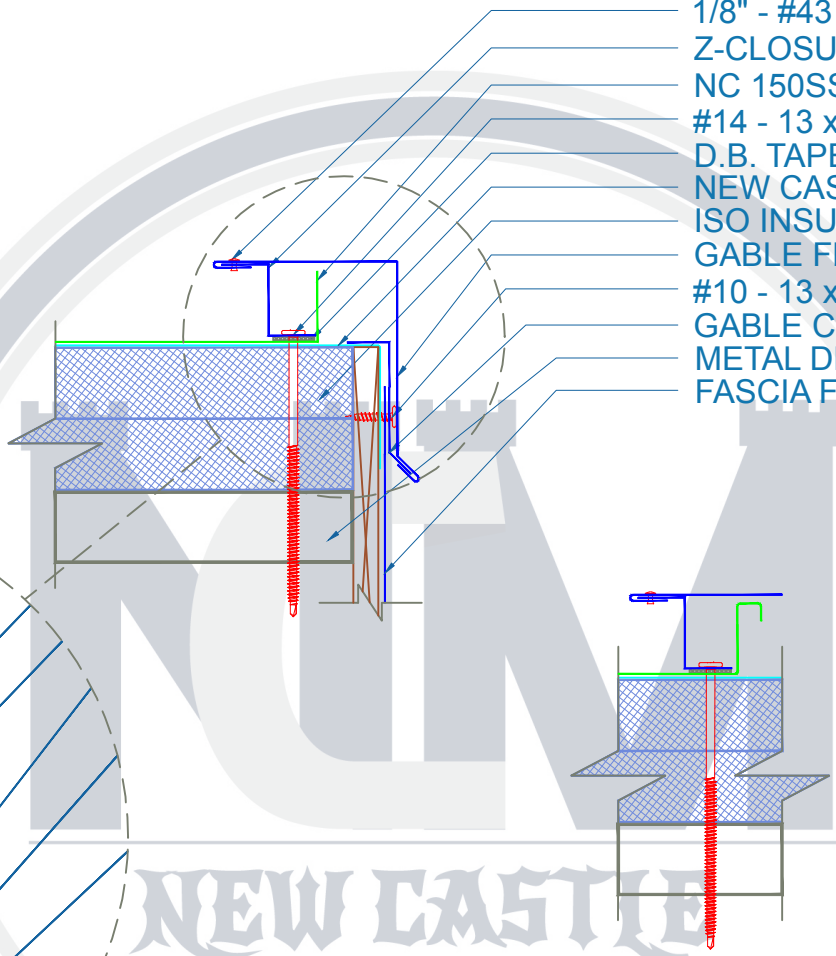 1/8" - #43
Z-CLOSU
NC 150SS
#14 - 13 x
D.B. TAPE
NEW CAS
ISO INSU
GABLE F
#10 - 13 x
GABLE C
METAL D
FASCIA F
NEW CASTLE